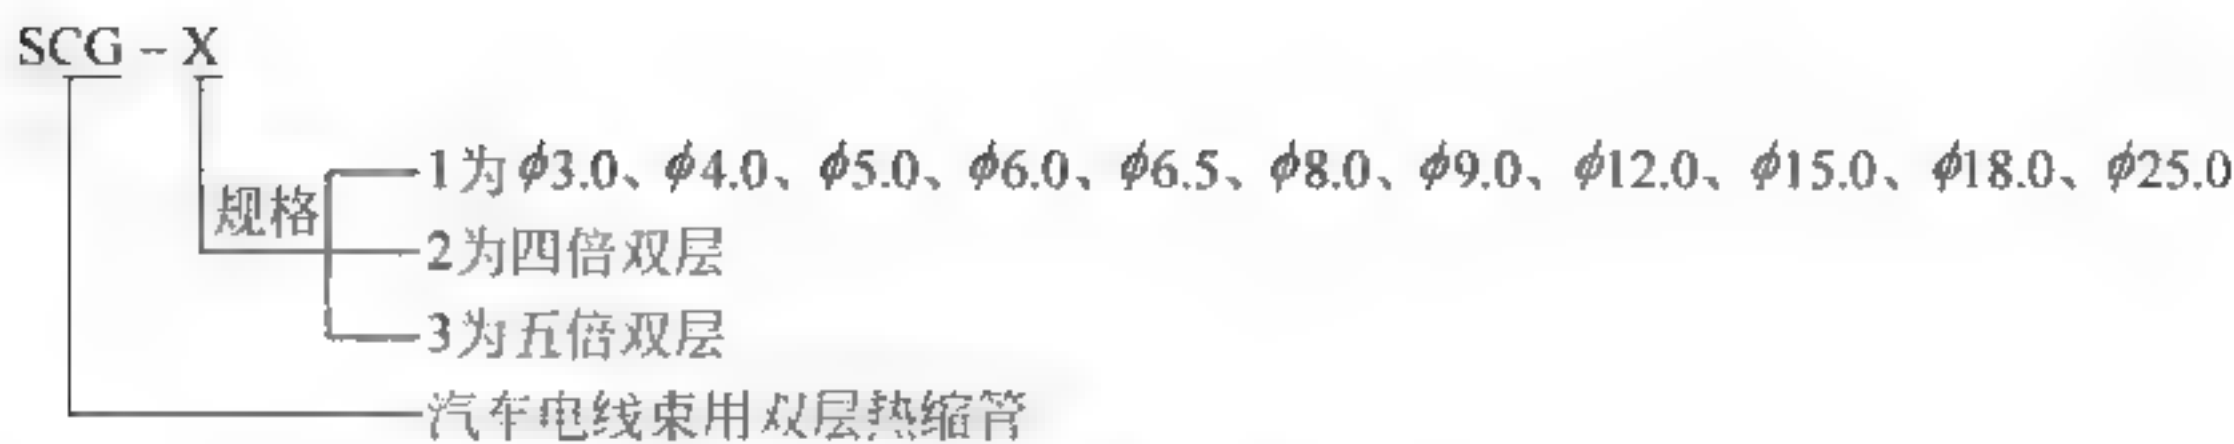 SCG – X
1为ϕ3.0、ϕ4.0、ϕ5.0、ϕ6.0、ϕ6.5、ϕ8.0、ϕ9.0、ϕ12.0、ϕ15.0、ϕ18.0、ϕ25.0
规格
2为四倍双层
3为五倍双层
汽车电线束用双层热缩管